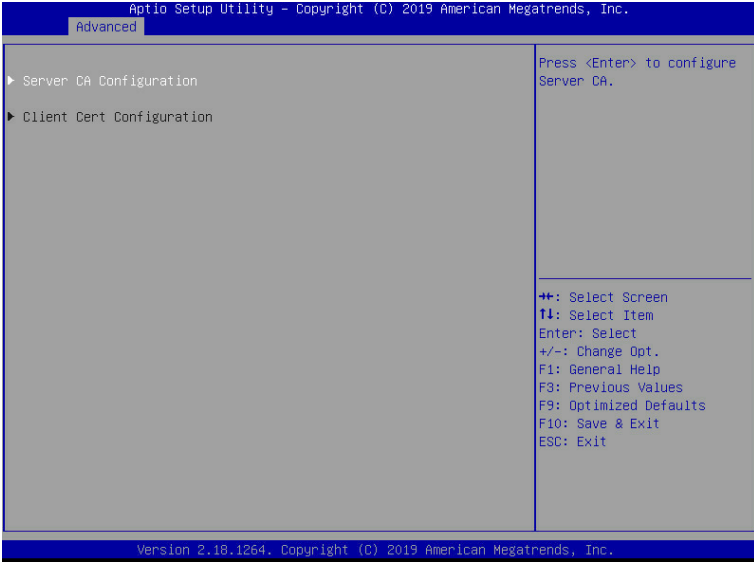 Aptio Setup Utility – Copyright (C) 2019 American Megatrends, Inc.
Advanced
► Server CA Configuration
► Client Cert Configuration
Press <Enter> to configure
Server CA.
→←: Select Screen
↑↓: Select Item
Enter: Select
+/-: Change Opt.
F1: General Help
F3: Previous Values
F9: Optimized Defaults
F10: Save & Exit
ESC: Exit
Version 2.18.1264. Copyright (C) 2019 American Megatrends, Inc.